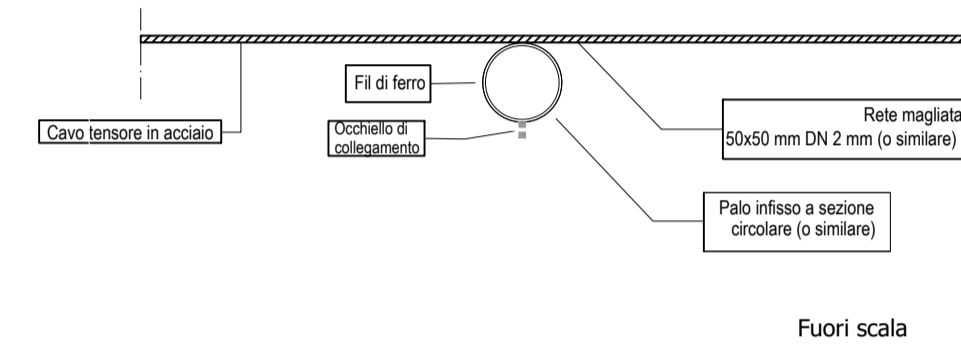 Fil di ferro
Cavo tensore in acciaio
Occhiello di
collegamento
Rete magliata
50x50 mm DN 2 mm (o similare)
Palo infisso a sezione
circolare (o similare)
Fuori scala